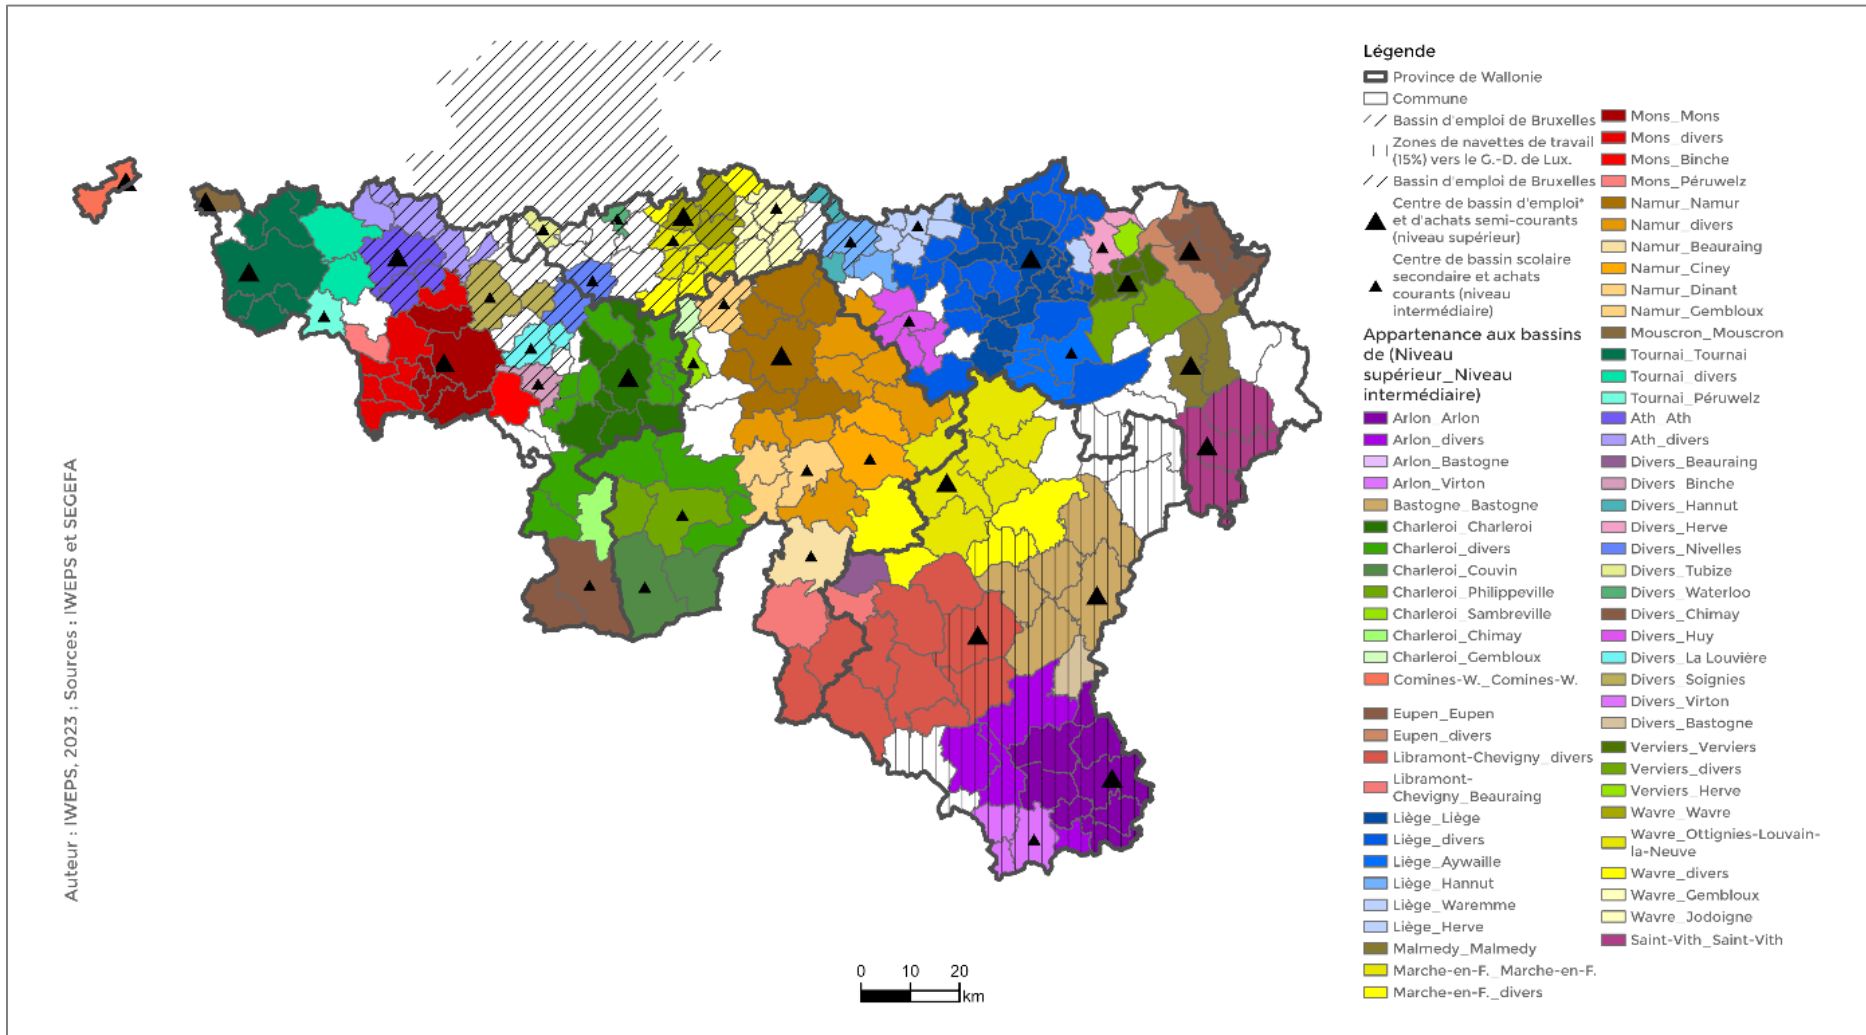 Légende
Province de Wallonie
Commune
Bassin d'emploi de Bruxelles
Zones de navettes de travail
(15%) vers le G.-D. de Lux.
Bassin d'emploi de Bruxelles
Centre de bassin d'emploi*
et d'achats semi-courants
(niveau supérieur)
Centre de bassin scolaire
secondaire et achats
courants (niveau
intermédiaire)
Appartenance aux bassins
de (Niveau
supérieur_Niveau
intermédiaire)
Arlon_Arlon
Arlon_divers
Arlon_Bastogne
Arlon_Virton
Bastogne_Bastogne
Charleroi_Charleroi
Charleroi_divers
Charleroi_Couvin
Charleroi_Philippeville
Charleroi_Sambreville
Charleroi_Chimay
Charleroi_Gembloux
Comines-W._Comines-W.
Eupen_Eupen
Eupen_divers
Libramont-Chevigny_divers
Libramont-
Chevigny_Beauraing
Liège_Liège
Liège_divers
Liège_Aywaille
Liège_Hannut
Liège_Waremme
Liège_Herve
Malmedy_Malmedy
Marche-en-F._Marche-en-F.
Marche-en-F._divers
Mons_Mons
Mons_divers
Mons_Binche
Mons_Péruwelz
Namur_Namur
Namur_divers
Namur_Beauraing
Namur_Ciney
Namur_Dinant
Namur_Gembloux
Mouscron_Mouscron
Tournai_Tournai
Tournai_divers
Tournai_Péruwelz
Ath_Ath
Ath_divers
Divers_Beauraing
Divers_Binche
Divers_Hannut
Divers_Herve
Divers_Nivelles
Divers_Tubize
Divers_Waterloo
Divers_Chimay
Divers_Huy
Divers_La Louvière
Divers_Soignies
Divers_Virton
Divers_Bastogne
Verviers_Verviers
Verviers_divers
Verviers_Herve
Wavre_Wavre
Wavre_Ottignies-Louvain-
la-Neuve
Wavre_divers
Wavre_Gembloux
Wavre_Jodoigne
Saint-Vith_Saint-Vith
Auteur : IWEPS, 2023 ; Sources : IWEPS et SEGEFA
0 10 20
km